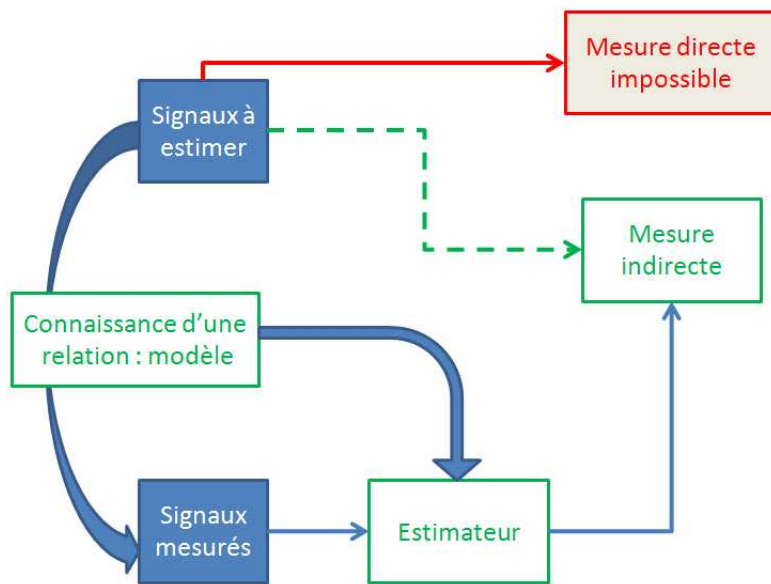 Mesure directe
impossible
Signaux à
estimer
Mesure
indirecte
Connaissance d'une
relation : modèle
Signaux
mesurés
Estimateur